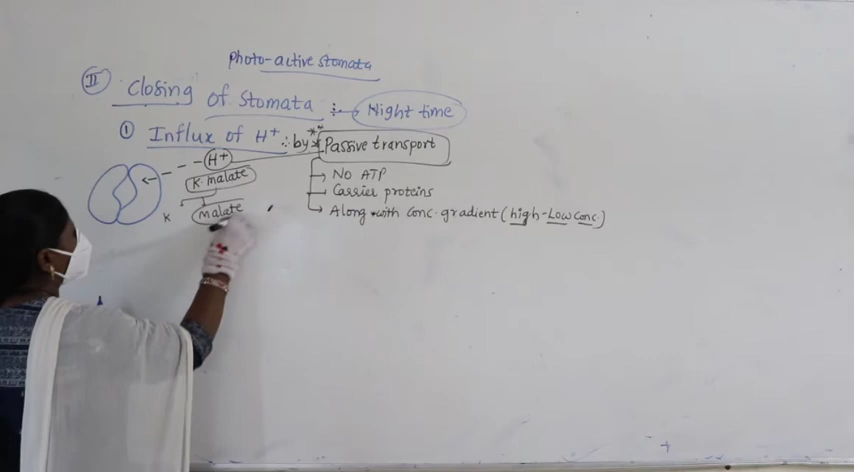 Photo-active stomata
II Closing of Stomata :→ Night time
① Influx of H+ ∴ by ** Passive transport
H+
K-malate
→ No ATP
→ Carrier proteins
K malate
→ Along with conc. gradient (high-Low conc.)